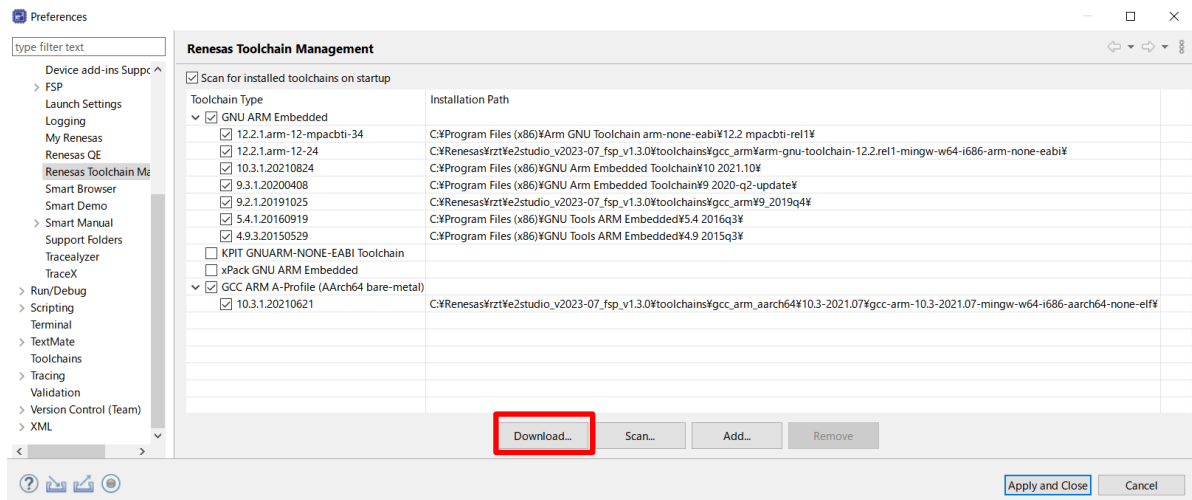 Preferences
type filter text
Device add-ins Suppc
FSP
Launch Settings
Logging
My Renesas
Renesas QE
Renesas Toolchain Ma
Smart Browser
Smart Demo
Smart Manual
Support Folders
Tracealyzer
TraceX
Run/Debug
Scripting
Terminal
TextMate
Toolchains
Tracing
Validation
Version Control (Team)
XML
Renesas Toolchain Management
Scan for installed toolchains on startup
Toolchain Type Installation Path
GNU ARM Embedded
12.2.1.arm-12-mpacbti-34 C:¥Program Files (x86)¥Arm GNU Toolchain arm-none-eabi¥12.2 mpacbti-rel1¥
12.2.1.arm-12-24 C:¥Renesas¥rzt¥e2studio_v2023-07_fsp_v1.3.0¥toolchains¥gcc_arm¥arm-gnu-toolchain-12.2.rel1-mingw-w64-i686-arm-none-eabi¥
10.3.1.20210824 C:¥Program Files (x86)¥GNU Arm Embedded Toolchain¥10 2021.10¥
9.3.1.20200408 C:¥Program Files (x86)¥GNU Arm Embedded Toolchain¥9 2020-q2-update¥
9.2.1.20191025 C:¥Renesas¥rzt¥e2studio_v2023-07_fsp_v1.3.0¥toolchains¥gcc_arm¥9_2019q4¥
5.4.1.20160919 C:¥Program Files (x86)¥GNU Tools ARM Embedded¥5.4 2016q3¥
4.9.3.20150529 C:¥Program Files (x86)¥GNU Tools ARM Embedded¥4.9 2015q3¥
KPIT GNUARM-NONE-EABI Toolchain
xPack GNU ARM Embedded
GCC ARM A-Profile (AArch64 bare-metal)
10.3.1.20210621 C:¥Renesas¥rzt¥e2studio_v2023-07_fsp_v1.3.0¥toolchains¥gcc_arm_aarch64¥10.3-2021.07¥gcc-arm-10.3-2021.07-mingw-w64-i686-aarch64-none-elf¥
Download... Scan... Add... Remove
Apply and Close Cancel